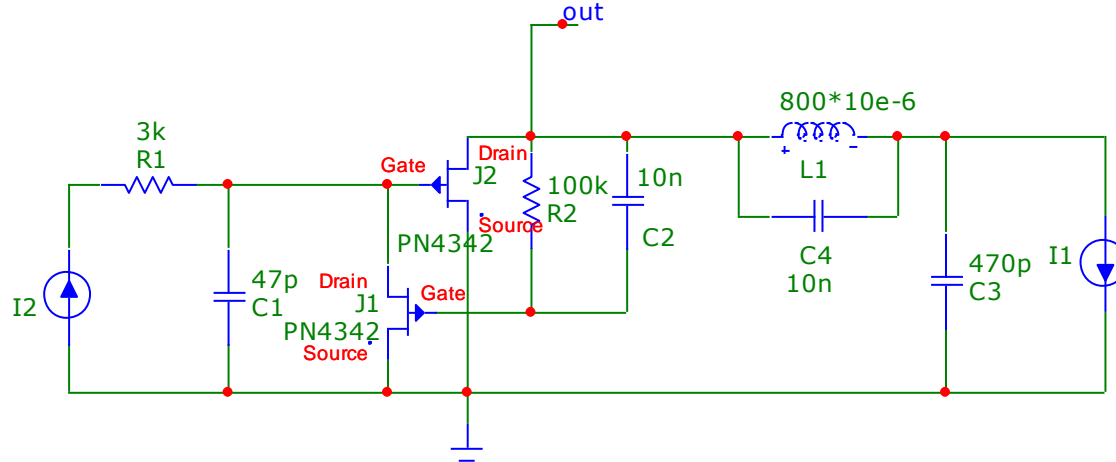 out
800*10e-6
+ -
L1
3k
R1
Gate
Drain
J2
Source
PN4342
100k
R2
10n
C2
C4
10n
I1
470p
C3
I2
47p
C1
Drain
J1
Gate
PN4342
Source